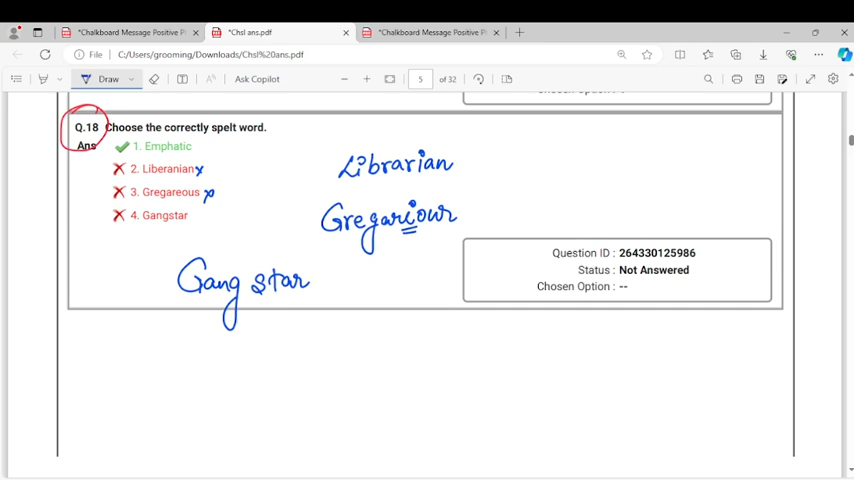 *Chalkboard Message Positive P
*Chsl ans.pdf
*Chalkboard Message Positive P
File
C:/Users/grooming/Downloads/Chsl%20ans.pdf
Draw
Ask Copilot
5 of 32
Q.18 Choose the correctly spelt word.
Ans
1. Emphatic
2. Liberanian x
Librarian
3. Gregareous x
Gregariour
4. Gangstar
Gang star
Question ID : 264330125986
Status : Not Answered
Chosen Option : --